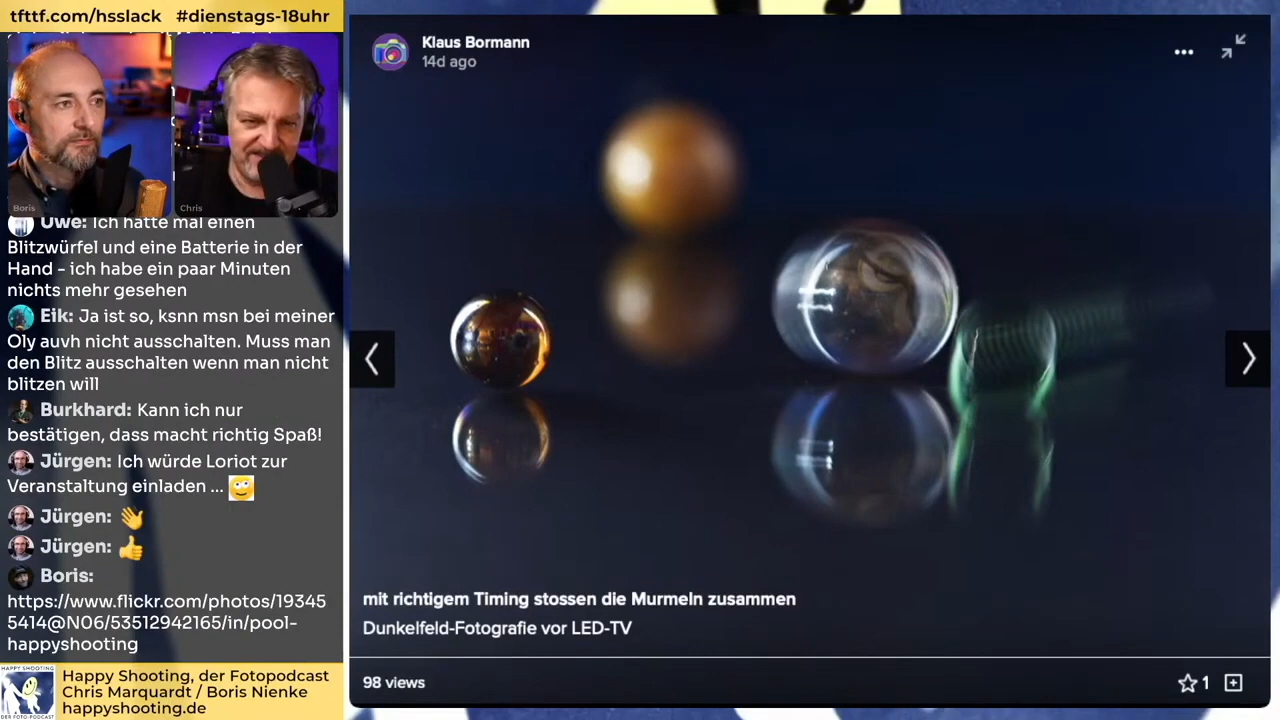 tfttf.com/hsslack #dienstags-18uhr
Boris
Chris
Uwe: Ich hatte mal einen
Blitzwürfel und eine Batterie in der
Hand - ich habe ein paar Minuten
nichts mehr gesehen
Eik: Ja ist so, ksnn msn bei meiner
Oly auvh nicht ausschalten. Muss man
den Blitz ausschalten wenn man nicht
blitzen will
Burkhard: Kann ich nur
bestätigen, dass macht richtig Spaß!
Jürgen: Ich würde Loriot zur
Veranstaltung einladen ... 🙄
Jürgen: 👋
Jürgen: 👍
Boris:
https://www.flickr.com/photos/19345
5414@N06/53512942165/in/pool-
happyshooting
HAPPY SHOOTING
DER FOTO-PODCAST
Happy Shooting, der Fotopodcast
Chris Marquardt / Boris Nienke
happyshooting.de
Klaus Bormann
14d ago
mit richtigem Timing stossen die Murmeln zusammen
Dunkelfeld-Fotografie vor LED-TV
98 views
1